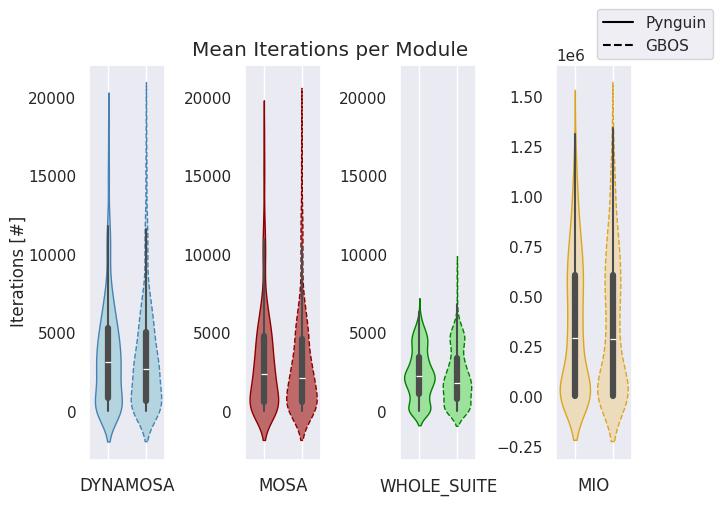 Pynguin
GBOS
Mean Iterations per Module
1e6
Iterations [#]
20000
15000
10000
5000
0
20000
15000
10000
5000
0
20000
15000
10000
5000
0
1.50
1.25
1.00
0.75
0.50
0.25
0.00
−0.25
DYNAMOSA
MOSA
WHOLE_SUITE
MIO